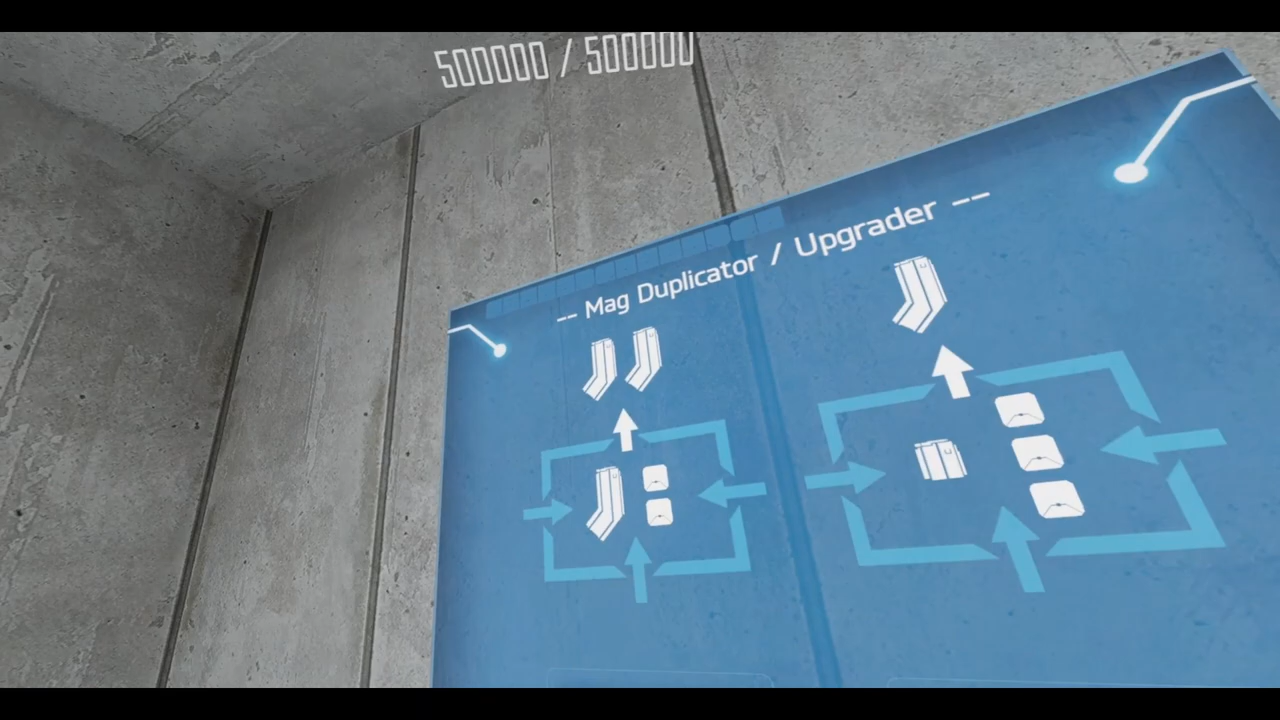 500000 / 500000
-- Mag Duplicator / Upgrader --